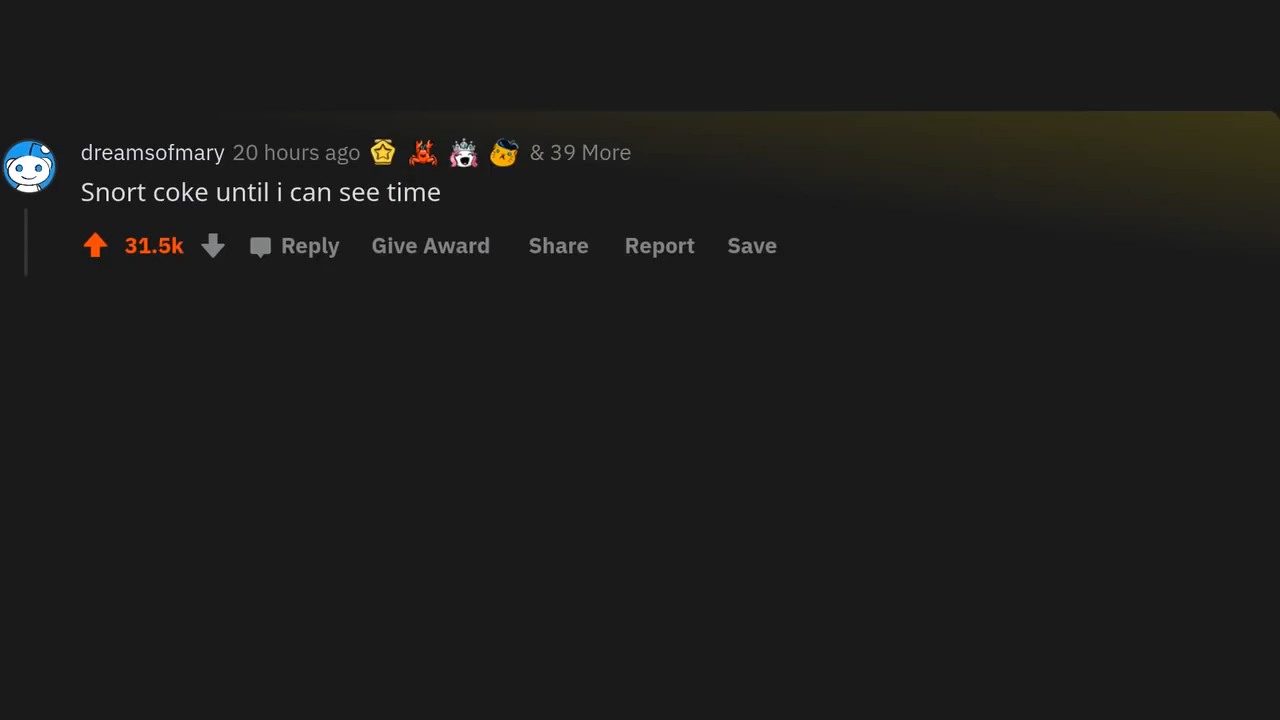 dreamsofmary 20 hours ago & 39 More
Snort coke until i can see time
31.5k Reply Give Award Share Report Save